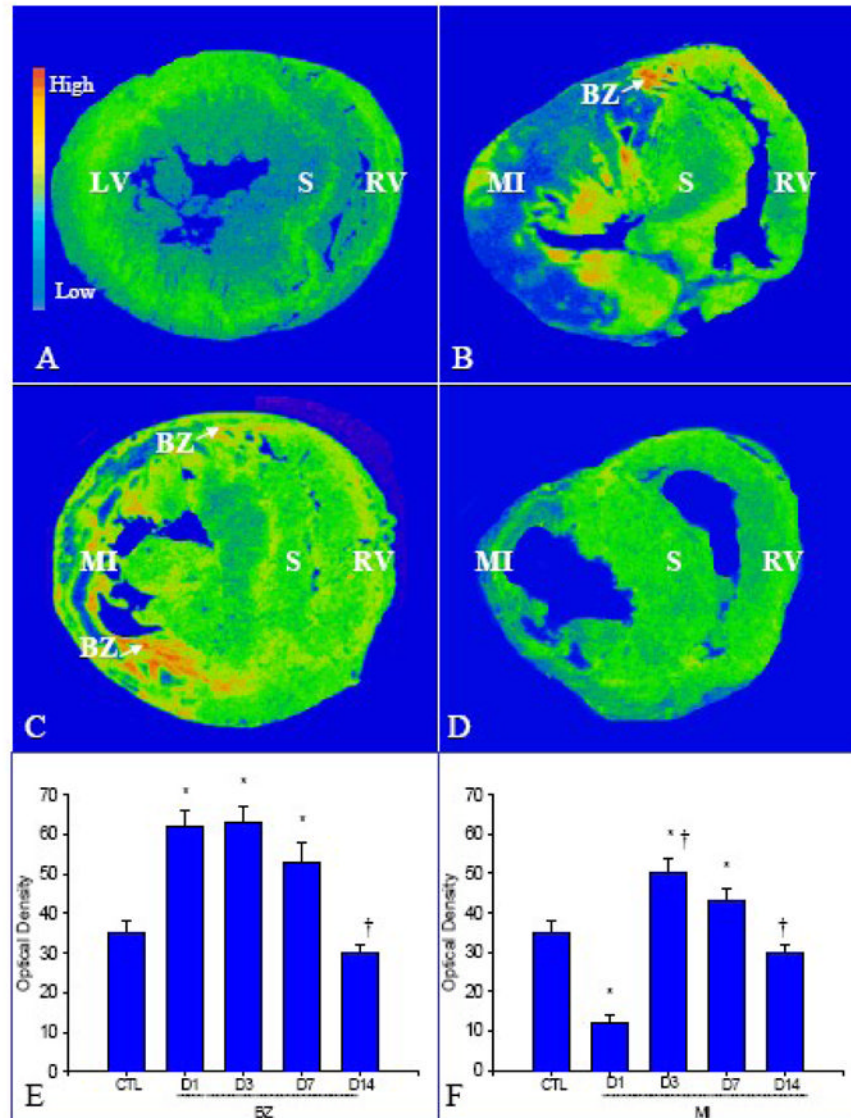 High
Low
LV
S
RV
A
BZ
MI
S
RV
B
BZ
MI
S
RV
BZ
C
MI
S
RV
D
70
60
50
40
30
20
10
0
Optical Density
* * * †
CTL D1 D3 D7 D14
BZ
E
70
60
50
40
30
20
10
0
Optical Density
* *† * †
CTL D1 D3 D7 D14
MI
F